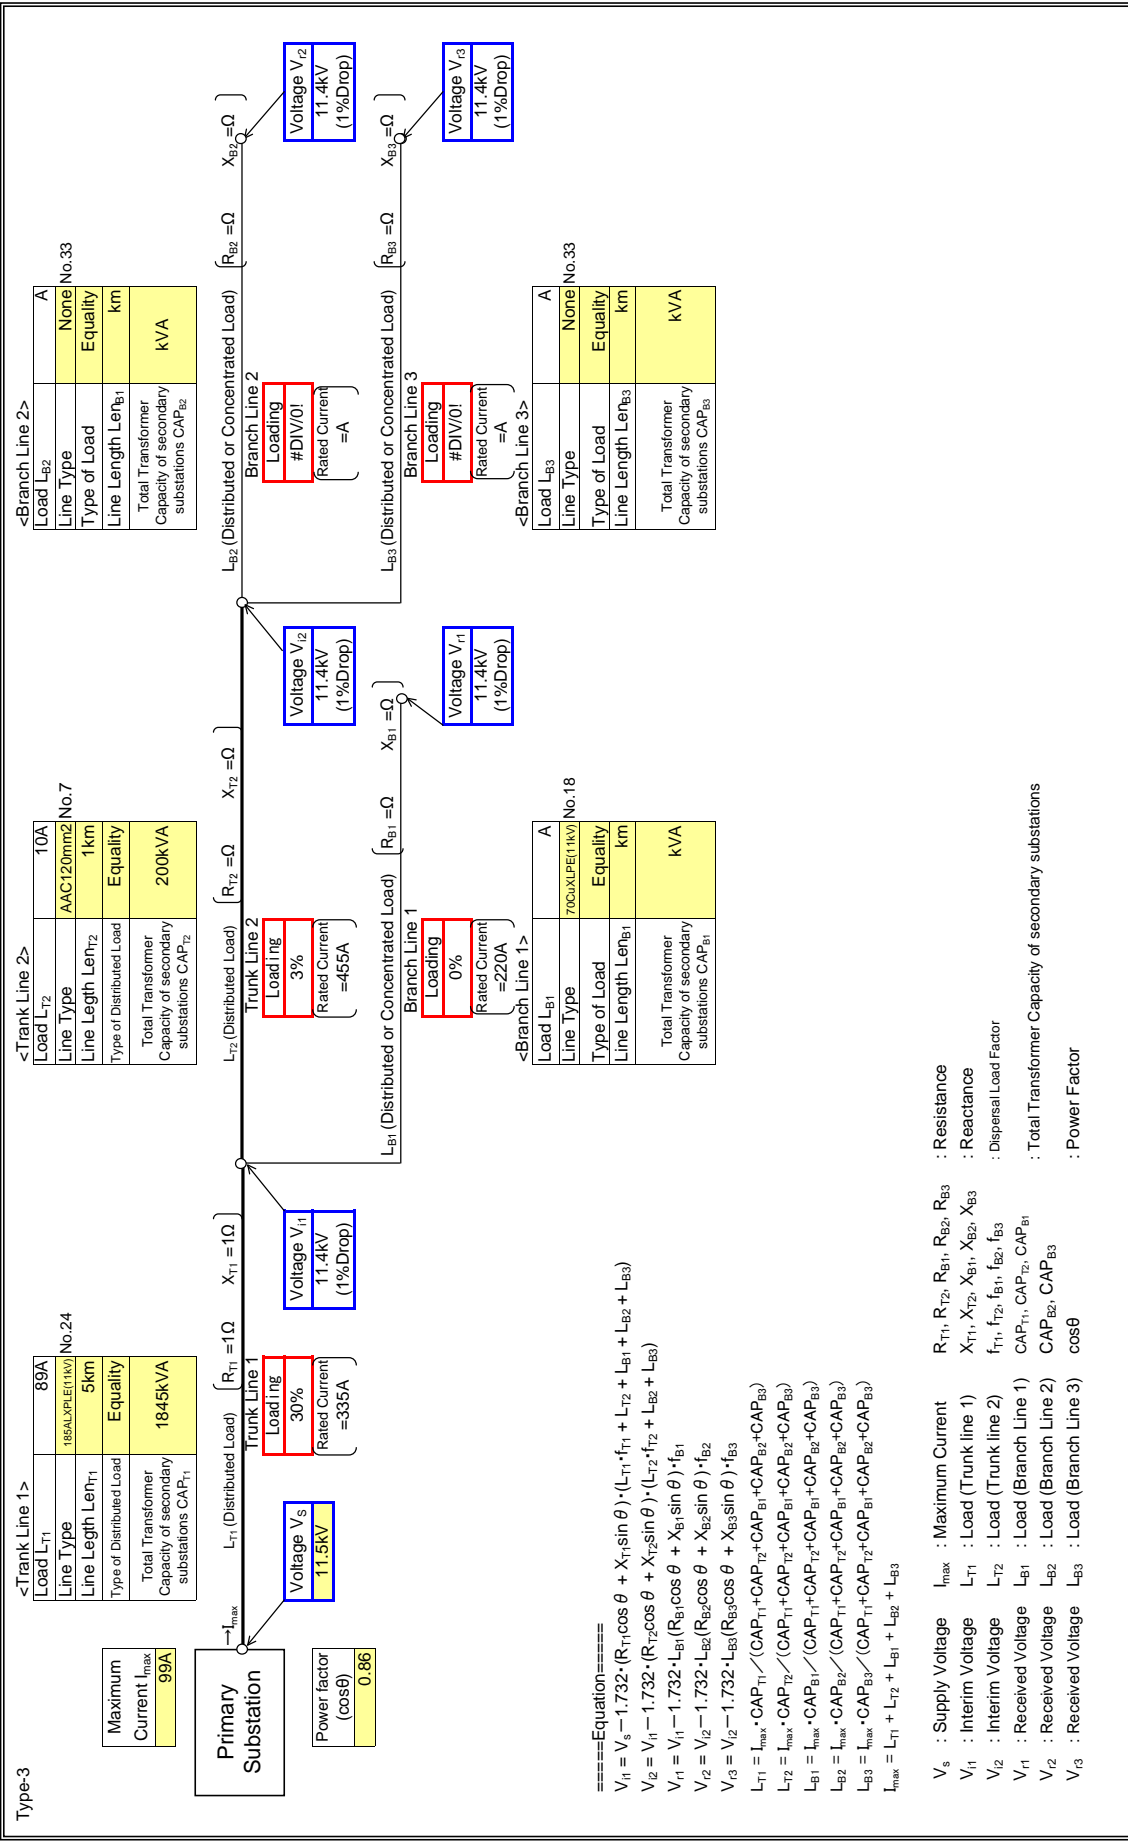 Type-3
<Trank Line 1>
Load LT1 89A
Line Type 185ALXPLE(11kV) No.24
Line Legth LenT1 5km
Type of Distributed Load Equality
Total Transformer
Capacity of secondary
substations CAPT1
1845kVA
<Trank Line 2>
Load LT2 10A
Line Type AAC120mm2 No.7
Line Legth LenT2 1km
Type of Distributed Load Equality
Total Transformer
Capacity of secondary
substations CAPT2
200kVA
<Branch Line 2>
Load LB2 A
Line Type None No.33
Type of Load Equality
Line Length LenB1 km
Total Transformer
Capacity of secondary
substations CAPB2
kVA
Maximum
Current Imax
99A
Primary
Substation
→Imax
Power factor
(cosθ)
0.86
Voltage VS
11.5kV
LT1 (Distributed Load) RT1 =1Ω XT1 =1Ω
Trunk Line 1
Loading
30%
Rated Current
=335A
Voltage Vi1
11.4kV
(1%Drop)
LT2 (Distributed Load) RT2 =Ω XT2 =Ω
Trunk Line 2
Loading
3%
Rated Current
=455A
Voltage Vi2
11.4kV
(1%Drop)
LB2 (Distributed or Concentrated Load) RB2 =Ω XB2 =Ω
Branch Line 2
Loading
#DIV/0!
Rated Current
=A
Voltage Vr2
11.4kV
(1%Drop)
LB1 (Distributed or Concentrated Load) RB1 =Ω XB1 =Ω
Branch Line 1
Loading
0%
Rated Current
=220A
Voltage Vr1
11.4kV
(1%Drop)
LB3 (Distributed or Concentrated Load) RB3 =Ω XB3 =Ω
Branch Line 3
Loading
#DIV/0!
Rated Current
=A
Voltage Vr3
11.4kV
(1%Drop)
<Branch Line 1>
Load LB1 A
Line Type 70CuXLPE(11kV) No.18
Type of Load Equality
Line Length LenB1 km
Total Transformer
Capacity of secondary
substations CAPB1
kVA
<Branch Line 3>
Load LB3 A
Line Type None No.33
Type of Load Equality
Line Length LenB3 km
Total Transformer
Capacity of secondary
substations CAPB3
kVA
=====Equation=====
Vi1 = Vs－1.732･(RT1cosθ + XT1sinθ)･(LT1･fT1 + LT2 + LB1 + LB2 + LB3)
Vi2 = Vi1－1.732･(RT2cosθ + XT2sinθ)･(LT2･fT2 + LB2 + LB3)
Vr1 = Vi1－1.732･LB1(RB1cosθ + XB1sinθ)･fB1
Vr2 = Vi2－1.732･LB2(RB2cosθ + XB2sinθ)･fB2
Vr3 = Vi2－1.732･LB3(RB3cosθ + XB3sinθ)･fB3
LT1 = Imax･CAPT1／(CAPT1+CAPT2+CAPB1+CAPB2+CAPB3)
LT2 = Imax･CAPT2／(CAPT1+CAPT2+CAPB1+CAPB2+CAPB3)
LB1 = Imax･CAPB1／(CAPT1+CAPT2+CAPB1+CAPB2+CAPB3)
LB2 = Imax･CAPB2／(CAPT1+CAPT2+CAPB1+CAPB2+CAPB3)
LB3 = Imax･CAPB3／(CAPT1+CAPT2+CAPB1+CAPB2+CAPB3)
Imax = LT1 + LT2 + LB1 + LB2 + LB3
Vs : Supply Voltage Imax : Maximum Current RT1, RT2, RB1, RB2, RB3 : Resistance
Vi1 : Interim Voltage LT1 : Load (Trunk line 1) XT1, XT2, XB1, XB2, XB3 : Reactance
Vi2 : Interim Voltage LT2 : Load (Trunk line 2) fT1, fT2, fB1, fB2, fB3 : Dispersal Load Factor
Vr1 : Received Voltage LB1 : Load (Branch Line 1) CAPT1, CAPT2, CAPB1
Vr2 : Received Voltage LB2 : Load (Branch Line 2) CAPB2, CAPB3 : Total Transformer Capacity of secondary substations
Vr3 : Received Voltage LB3 : Load (Branch Line 3) cosθ : Power Factor